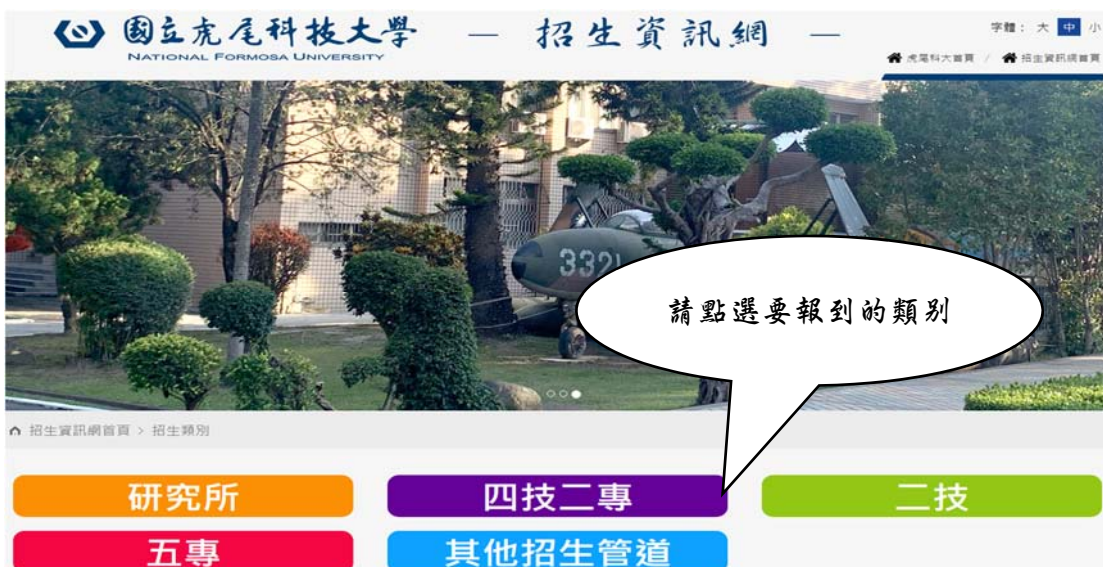 國立虎尾科技大學 — 招生資訊網 —
NATIONAL FORMOSA UNIVERSITY
字體： 大 中 小
虎尾科大首頁 / 招生資訊網首頁
332
請點選要報到的類別
招生資訊網首頁 > 招生類別
研究所
四技二專
二技
五專
其他招生管道